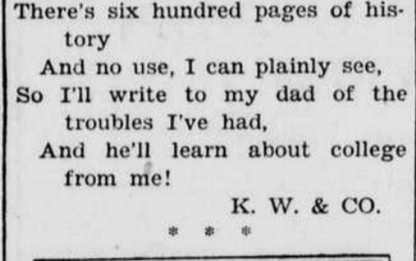 There's six hundred pages of his-
tory
And no use, I can plainly see,
So I'll write to my dad of the
troubles I've had,
And he'll learn about college
from me!
K. W. & CO.
* * *